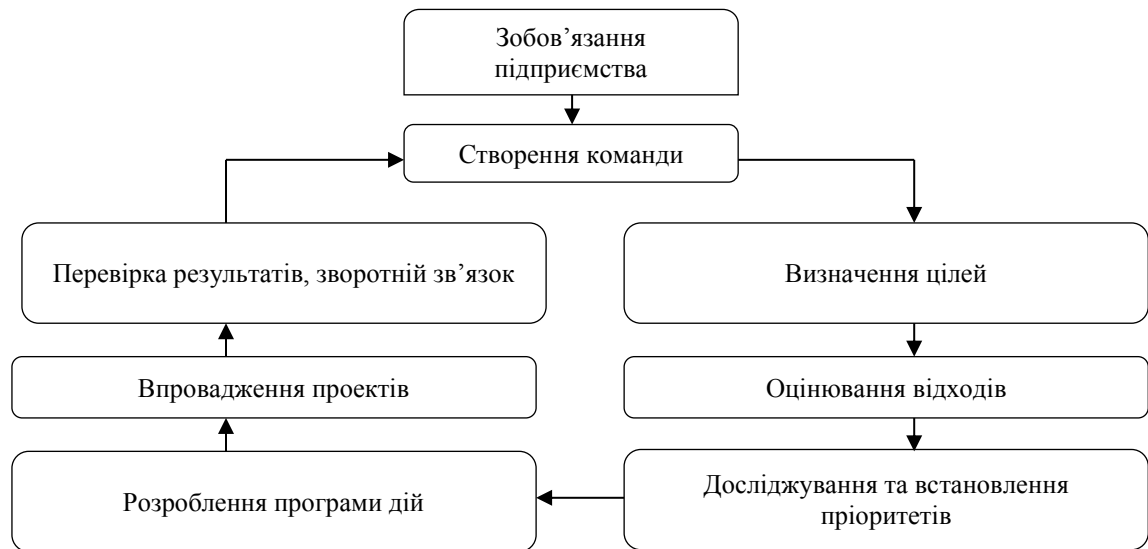 Зобов’язання
підприємства
Створення команди
Перевірка результатів, зворотній зв’язок
Визначення цілей
Впровадження проектів
Оцінювання відходів
Розроблення програми дій
Досліджування та встановлення
пріоритетів